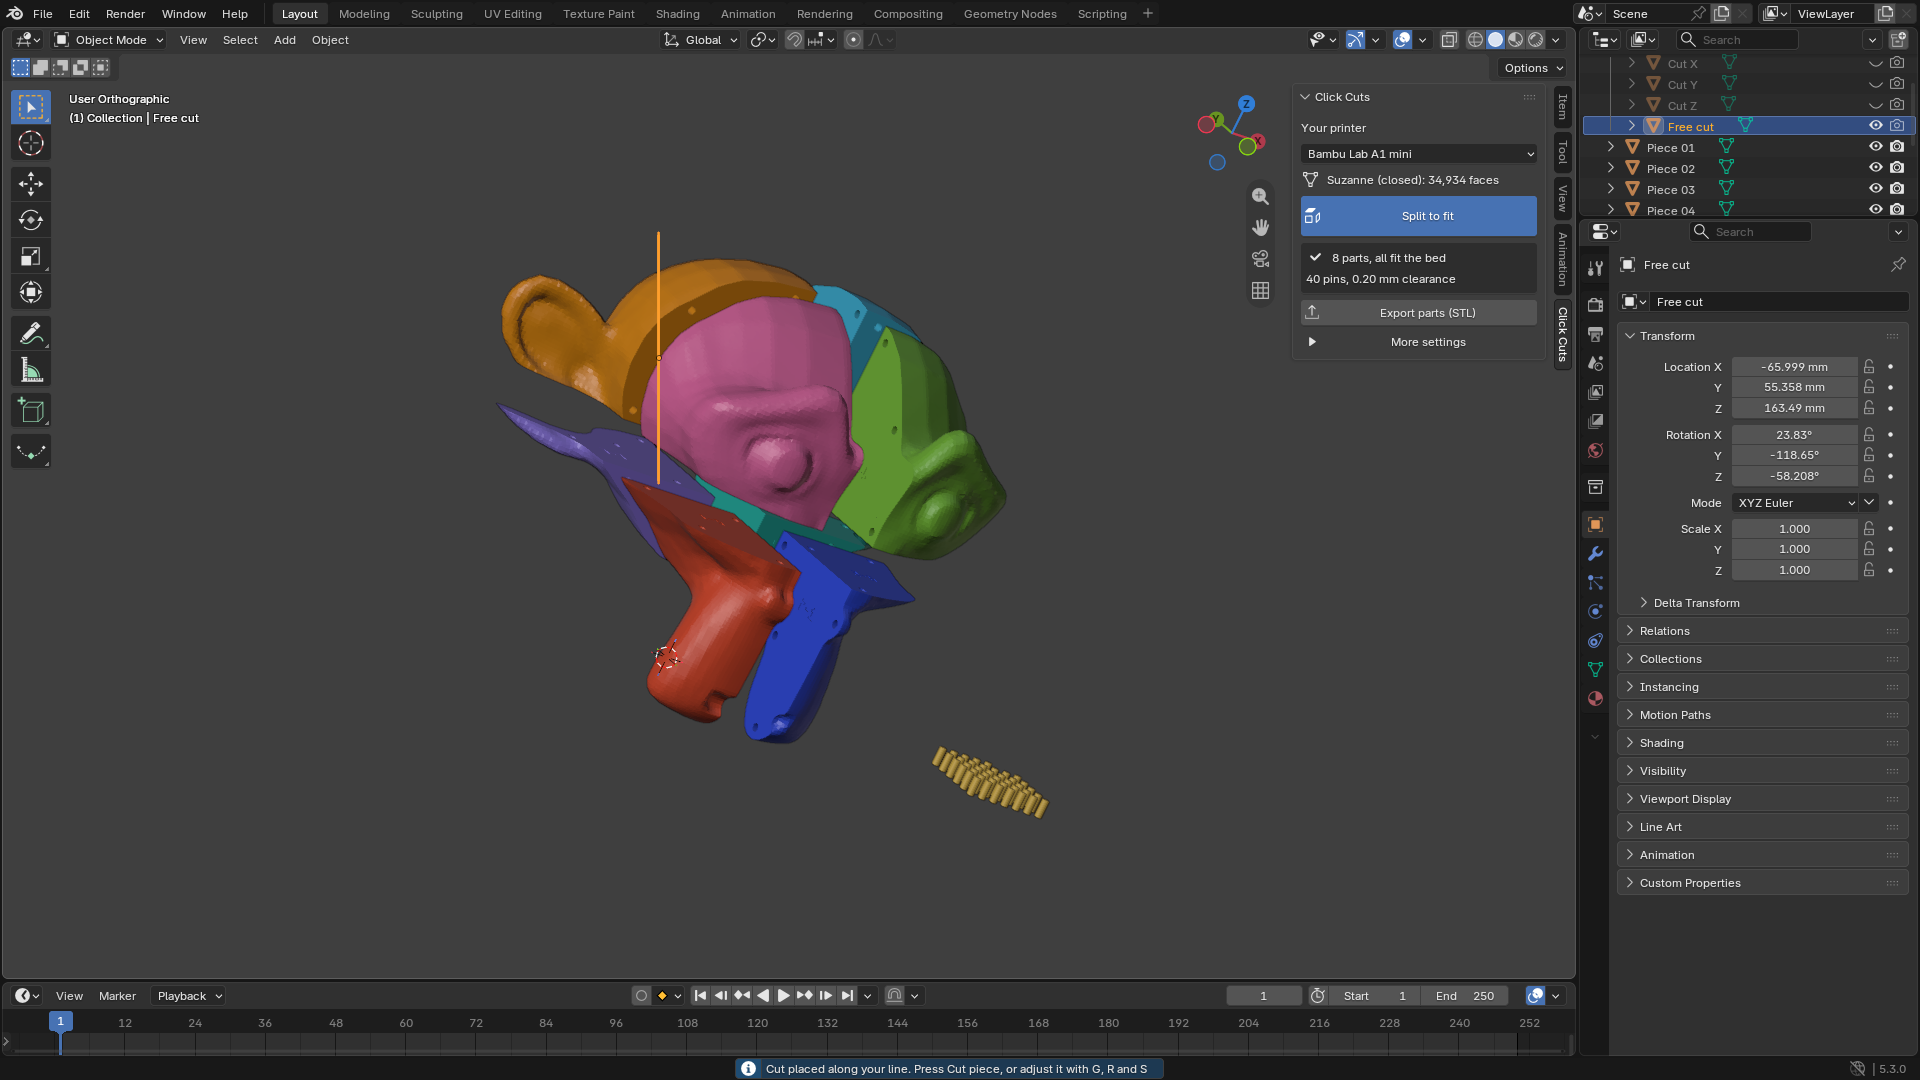 File Edit Render Window Help Layout Modeling Sculpting UV Editing Texture Paint Shading Animation Rendering Compositing Geometry Nodes Scripting Scene ViewLayer
Object Mode View Select Add Object Global Search
Options
User Orthographic
(1) Collection | Free cut
Z
Y
X
Click Cuts
Your printer
Bambu Lab A1 mini
Suzanne (closed): 34,934 faces
Split to fit
8 parts, all fit the bed
40 pins, 0.20 mm clearance
Export parts (STL)
More settings
Item
Tool
View
Animation
Click Cuts
Cut X
Cut Y
Cut Z
Free cut
Piece 01
Piece 02
Piece 03
Piece 04
Search
Free cut
Free cut
Transform
Location X -65.999 mm
Y 55.358 mm
Z 163.49 mm
Rotation X 23.83°
Y -118.65°
Z -58.208°
Mode XYZ Euler
Scale X 1.000
Y 1.000
Z 1.000
Delta Transform
Relations
Collections
Instancing
Motion Paths
Shading
Visibility
Viewport Display
Line Art
Animation
Custom Properties
View Marker Playback 1 Start 1 End 250
1 12 24 36 48 60 72 84 96 108 120 132 144 156 168 180 192 204 216 228 240 252
Cut placed along your line. Press Cut piece, or adjust it with G, R and S
5.3.0